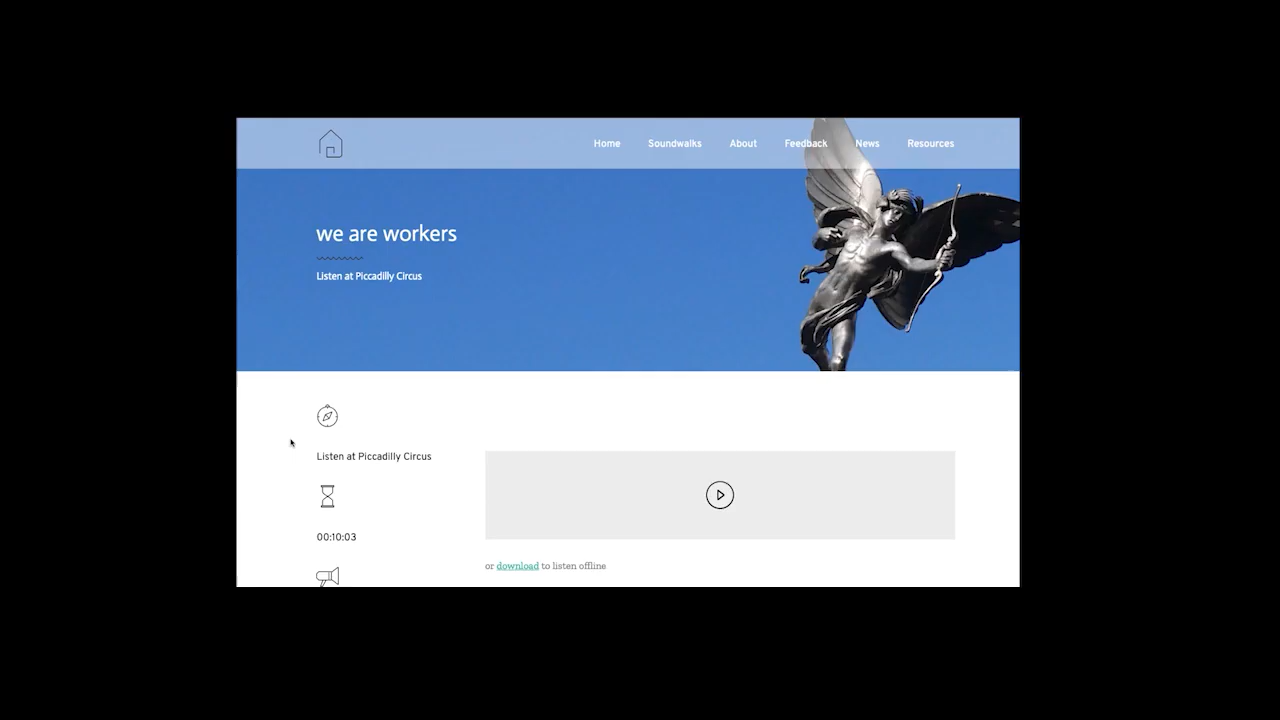 Home Soundwalks About Feedback News Resources
we are workers
Listen at Piccadilly Circus
Listen at Piccadilly Circus
00:10:03
or download to listen offline